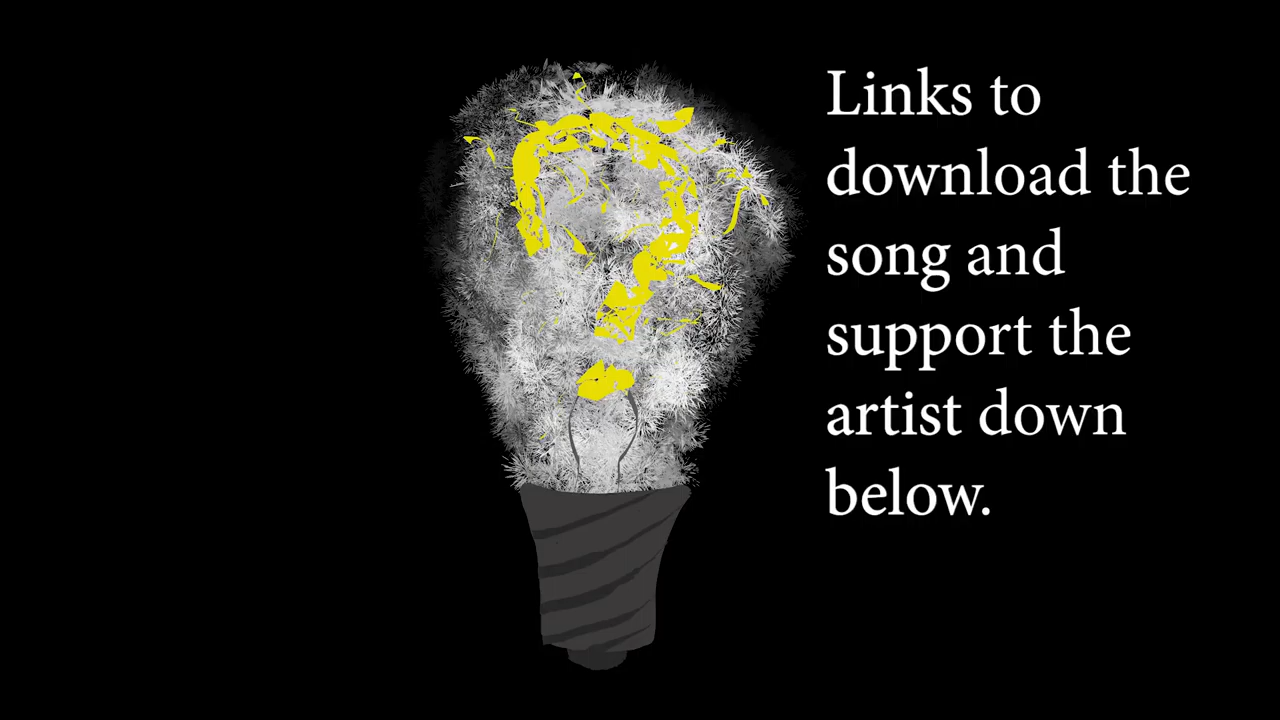 Links to
download the
song and
support the
artist down
below.